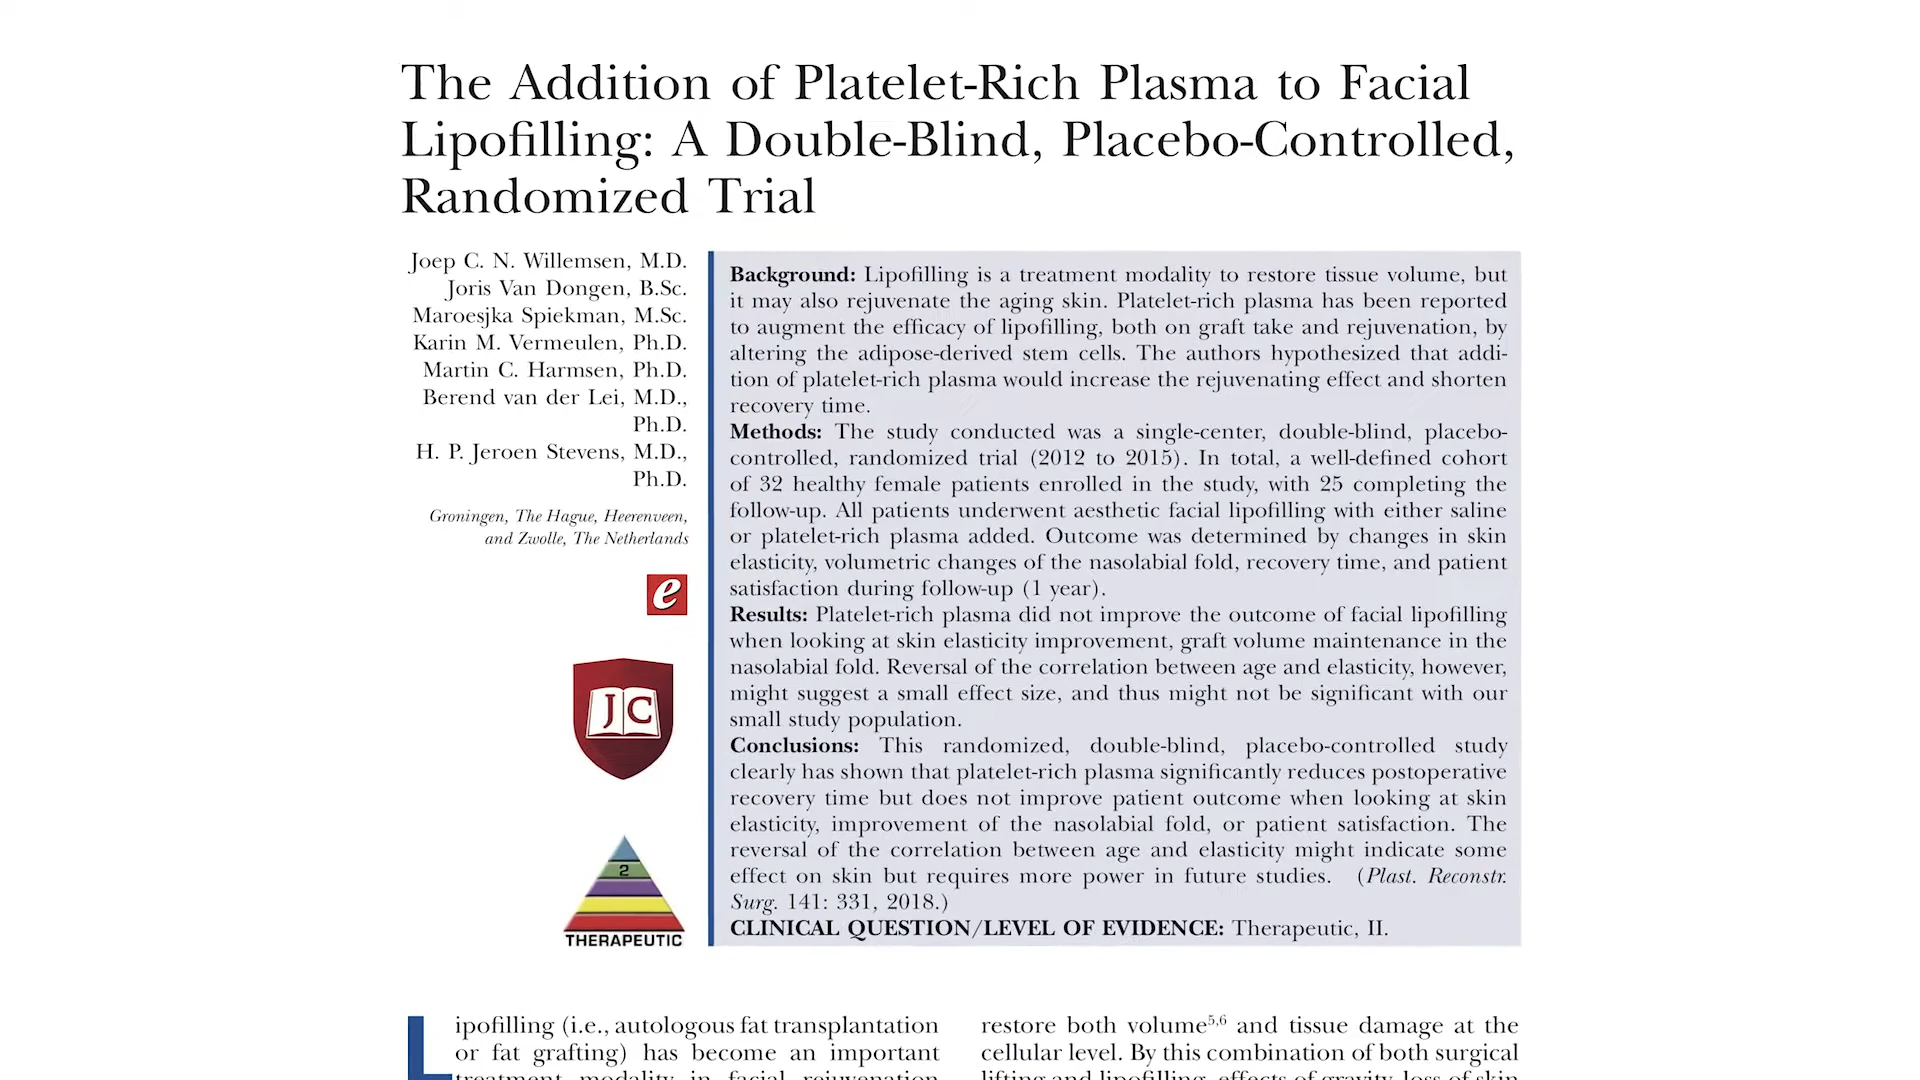 The Addition of Platelet-Rich Plasma to Facial
Lipofilling: A Double-Blind, Placebo-Controlled,
Randomized Trial
Joep C. N. Willemsen, M.D.
Joris Van Dongen, B.Sc.
Maroesjka Spiekman, M.Sc.
Karin M. Vermeulen, Ph.D.
Martin C. Harmsen, Ph.D.
Berend van der Lei, M.D.,
Ph.D.
H. P. Jeroen Stevens, M.D.,
Ph.D.
Groningen, The Hague, Heerenveen,
and Zwolle, The Netherlands
e
JC
2
THERAPEUTIC
Background: Lipofilling is a treatment modality to restore tissue volume, but
it may also rejuvenate the aging skin. Platelet-rich plasma has been reported
to augment the efficacy of lipofilling, both on graft take and rejuvenation, by
altering the adipose-derived stem cells. The authors hypothesized that addi-
tion of platelet-rich plasma would increase the rejuvenating effect and shorten
recovery time.
Methods: The study conducted was a single-center, double-blind, placebo-
controlled, randomized trial (2012 to 2015). In total, a well-defined cohort
of 32 healthy female patients enrolled in the study, with 25 completing the
follow-up. All patients underwent aesthetic facial lipofilling with either saline
or platelet-rich plasma added. Outcome was determined by changes in skin
elasticity, volumetric changes of the nasolabial fold, recovery time, and patient
satisfaction during follow-up (1 year).
Results: Platelet-rich plasma did not improve the outcome of facial lipofilling
when looking at skin elasticity improvement, graft volume maintenance in the
nasolabial fold. Reversal of the correlation between age and elasticity, however,
might suggest a small effect size, and thus might not be significant with our
small study population.
Conclusions: This randomized, double-blind, placebo-controlled study
clearly has shown that platelet-rich plasma significantly reduces postoperative
recovery time but does not improve patient outcome when looking at skin
elasticity, improvement of the nasolabial fold, or patient satisfaction. The
reversal of the correlation between age and elasticity might indicate some
effect on skin but requires more power in future studies. (Plast. Reconstr.
Surg. 141: 331, 2018.)
CLINICAL QUESTION/LEVEL OF EVIDENCE: Therapeutic, II.
Lipofilling (i.e., autologous fat transplantation
or fat grafting) has become an important
treatment modality in facial rejuvenation
restore both volume5,6 and tissue damage at the
cellular level. By this combination of both surgical
lifting and lipofilling, effects of gravity, loss of skin